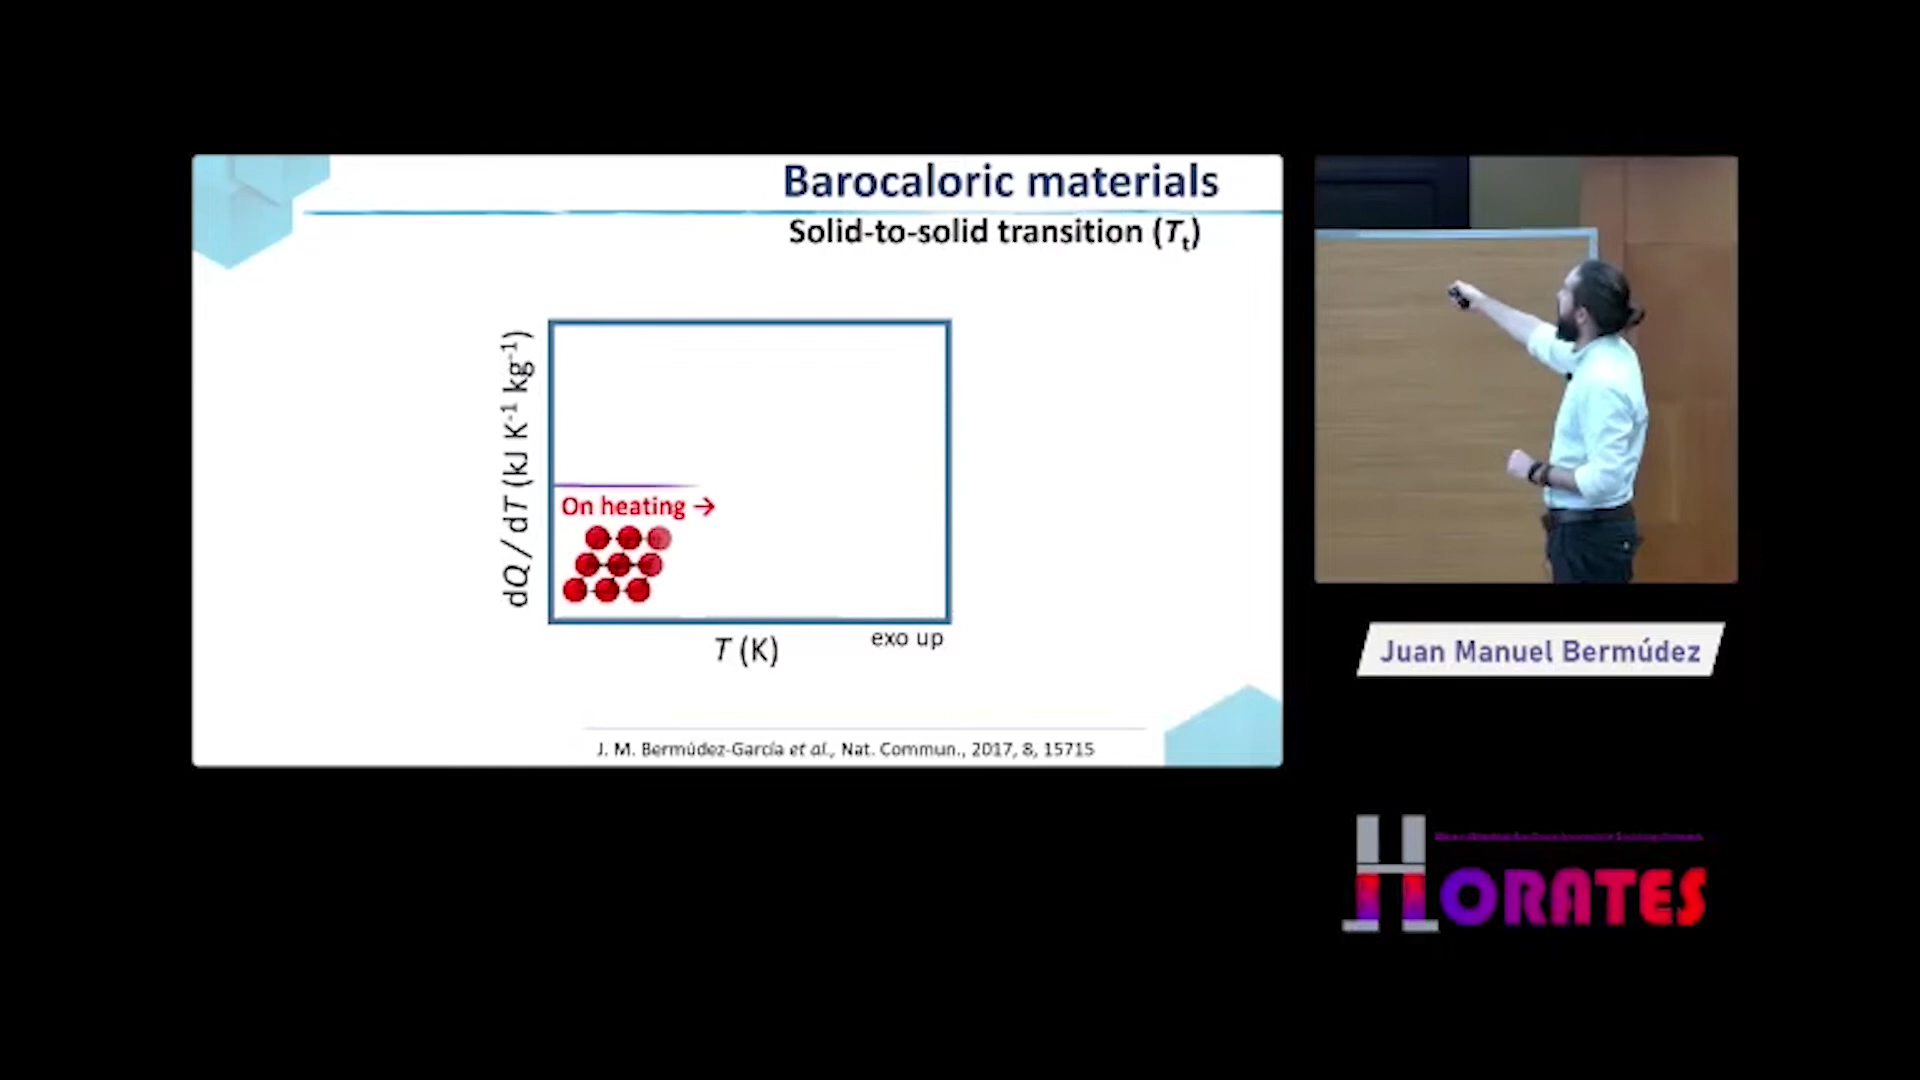 Barocaloric materials
Solid-to-solid transition (Tt)
dQ / dT (kJ K-1 kg-1)
On heating →
T (K)
exo up
J. M. Bermúdez-García et al., Nat. Commun., 2017, 8, 15715
Juan Manuel Bermúdez
HORATES